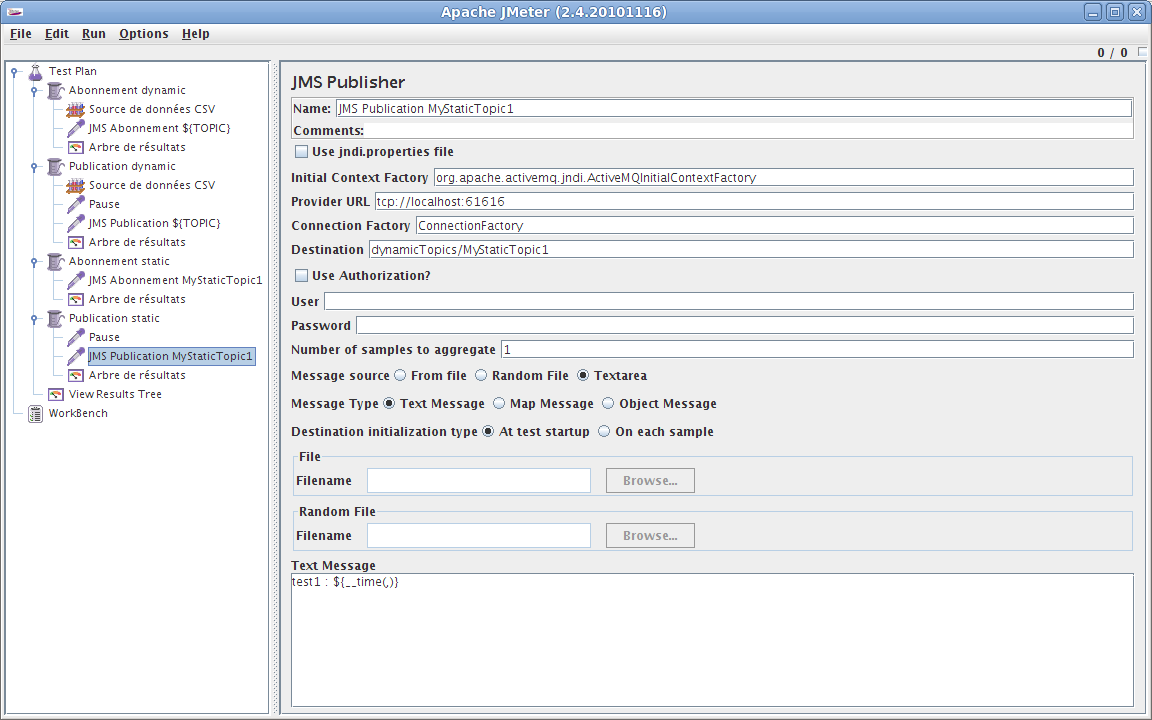 Apache JMeter (2.4.20101116)
File Edit Run Options Help
0 / 0
Test Plan
Abonnement dynamic
Source de données CSV
JMS Abonnement ${TOPIC}
Arbre de résultats
Publication dynamic
Source de données CSV
Pause
JMS Publication ${TOPIC}
Arbre de résultats
Abonnement static
JMS Abonnement MyStaticTopic1
Arbre de résultats
Publication static
Pause
JMS Publication MyStaticTopic1
Arbre de résultats
View Results Tree
WorkBench
JMS Publisher
Name: JMS Publication MyStaticTopic1
Comments:
Use jndi.properties file
Initial Context Factory org.apache.activemq.jndi.ActiveMQInitialContextFactory
Provider URL tcp://localhost:61616
Connection Factory ConnectionFactory
Destination dynamicTopics/MyStaticTopic1
Use Authorization?
User
Password
Number of samples to aggregate 1
Message source From file Random File Textarea
Message Type Text Message Map Message Object Message
Destination initialization type At test startup On each sample
File
Filename Browse...
Random File
Filename Browse...
Text Message
test1 : ${__time(,)}